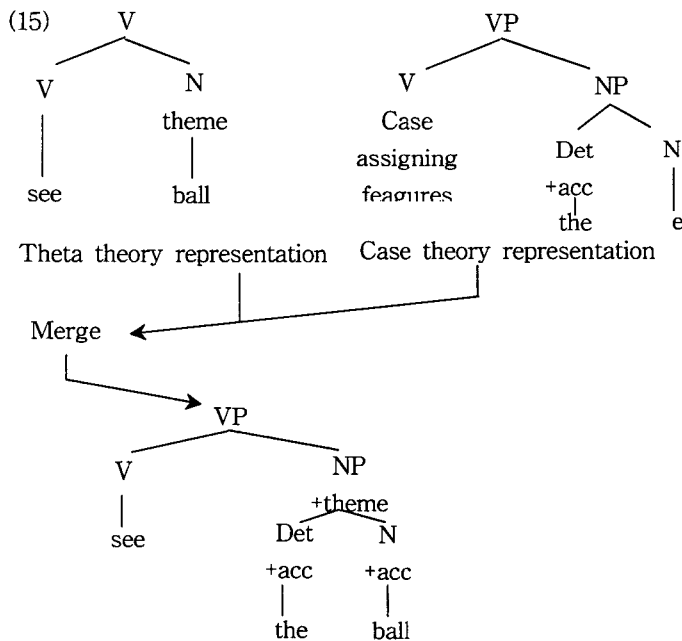 (15) V VP
V N V NP
theme Case Det N
assigning
see ball feagures +acc
the e
Theta theory representation Case theory representation
Merge
VP
V NP
+theme
see Det N
+acc +acc
the ball